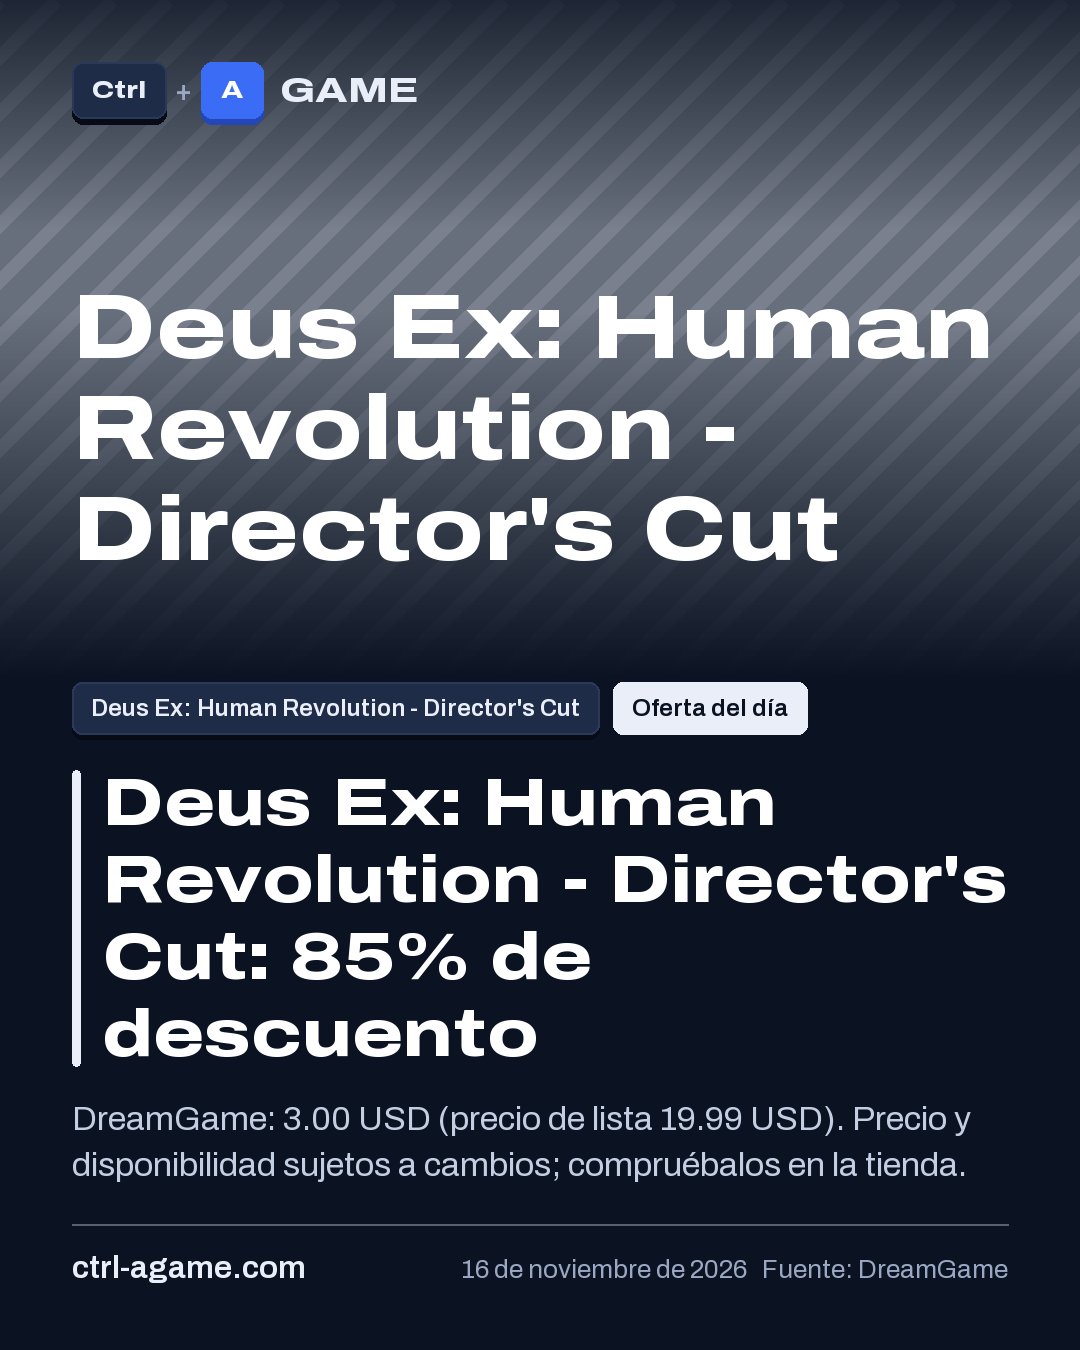 Ctrl + A GAME
Deus Ex: Human
Revolution -
Director's Cut
Deus Ex: Human Revolution - Director's Cut
Oferta del día
Deus Ex: Human
Revolution - Director's
Cut: 85% de
descuento
DreamGame: 3.00 USD (precio de lista 19.99 USD). Precio y
disponibilidad sujetos a cambios; compruébalos en la tienda.
ctrl-agame.com
16 de noviembre de 2026 Fuente: DreamGame